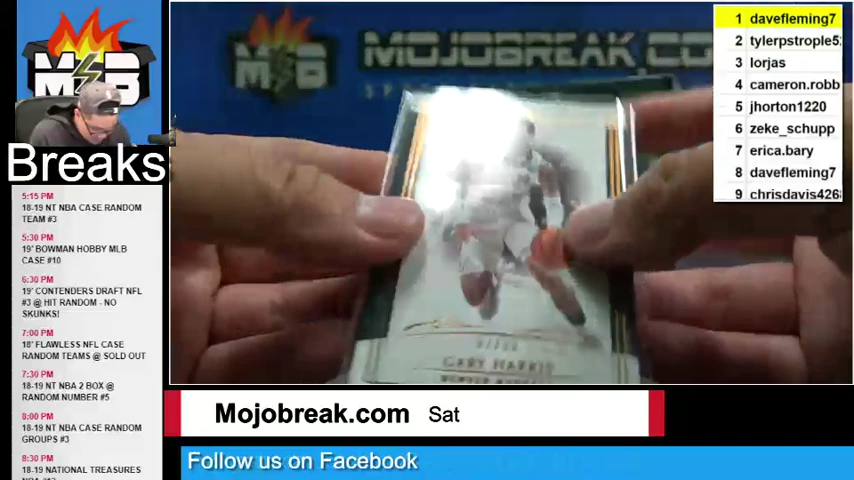 MOJOBREAK.CO
M B
M B
Breaks
5:15 PM
18-19 NT NBA CASE RANDOM
TEAM #3
5:30 PM
19' BOWMAN HOBBY MLB
CASE #10
6:30 PM
19' CONTENDERS DRAFT NFL
#3 @ HIT RANDOM - NO
SKUNKS!
7:00 PM
18' FLAWLESS NFL CASE
RANDOM TEAMS @ SOLD OUT
7:30 PM
18-19 NT NBA 2 BOX @
RANDOM NUMBER #5
8:00 PM
18-19 NT NBA CASE RANDOM
GROUPS #3
8:30 PM
18-19 NATIONAL TREASURES
1 davefleming7
2 tylerpstrople5
3 lorjas
4 cameron.robb
5 jhorton1220
6 zeke_schupp
7 erica.bary
8 davefleming7
9 chrisdavis426
GARY HARRIS
Mojobreak.com Sat
Follow us on Facebook